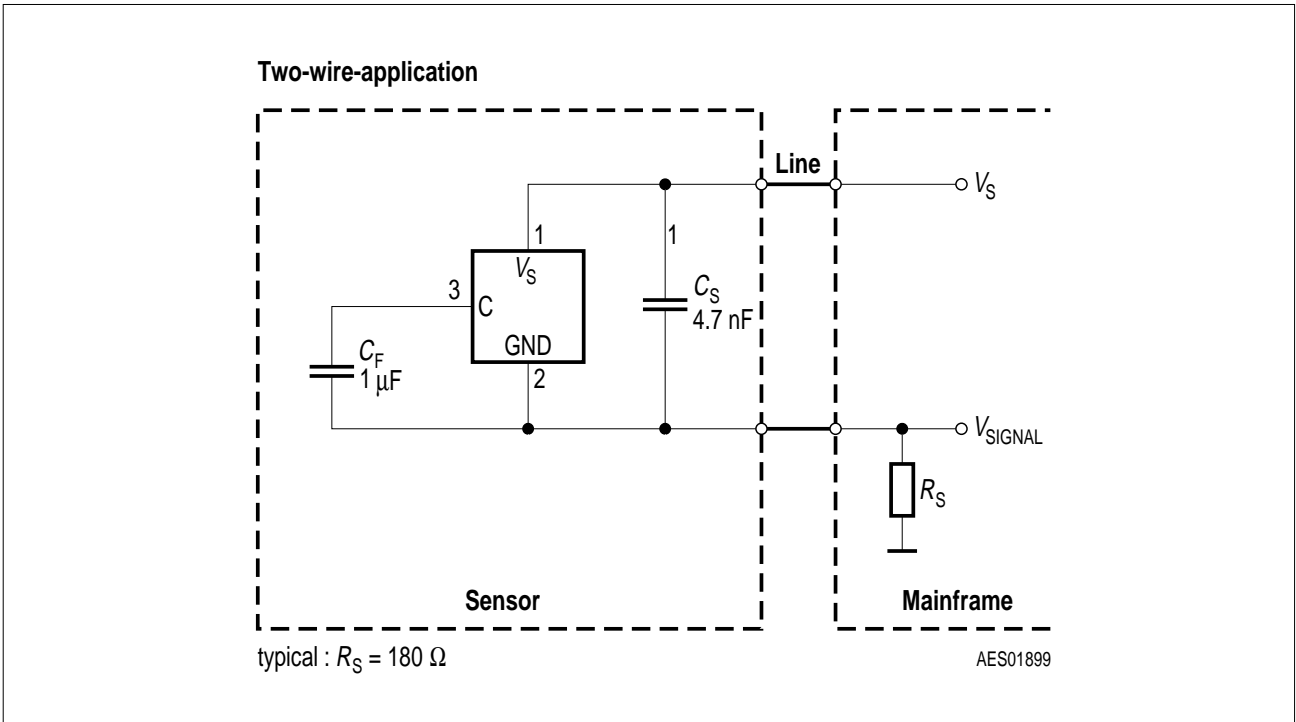 Two-wire-application
Line
V_S
1
1
V_S
3
C
C_S
4.7 nF
GND
C_F
1 μF
2
V_SIGNAL
R_S
Sensor
Mainframe
typical : R_S = 180 Ω
AES01899